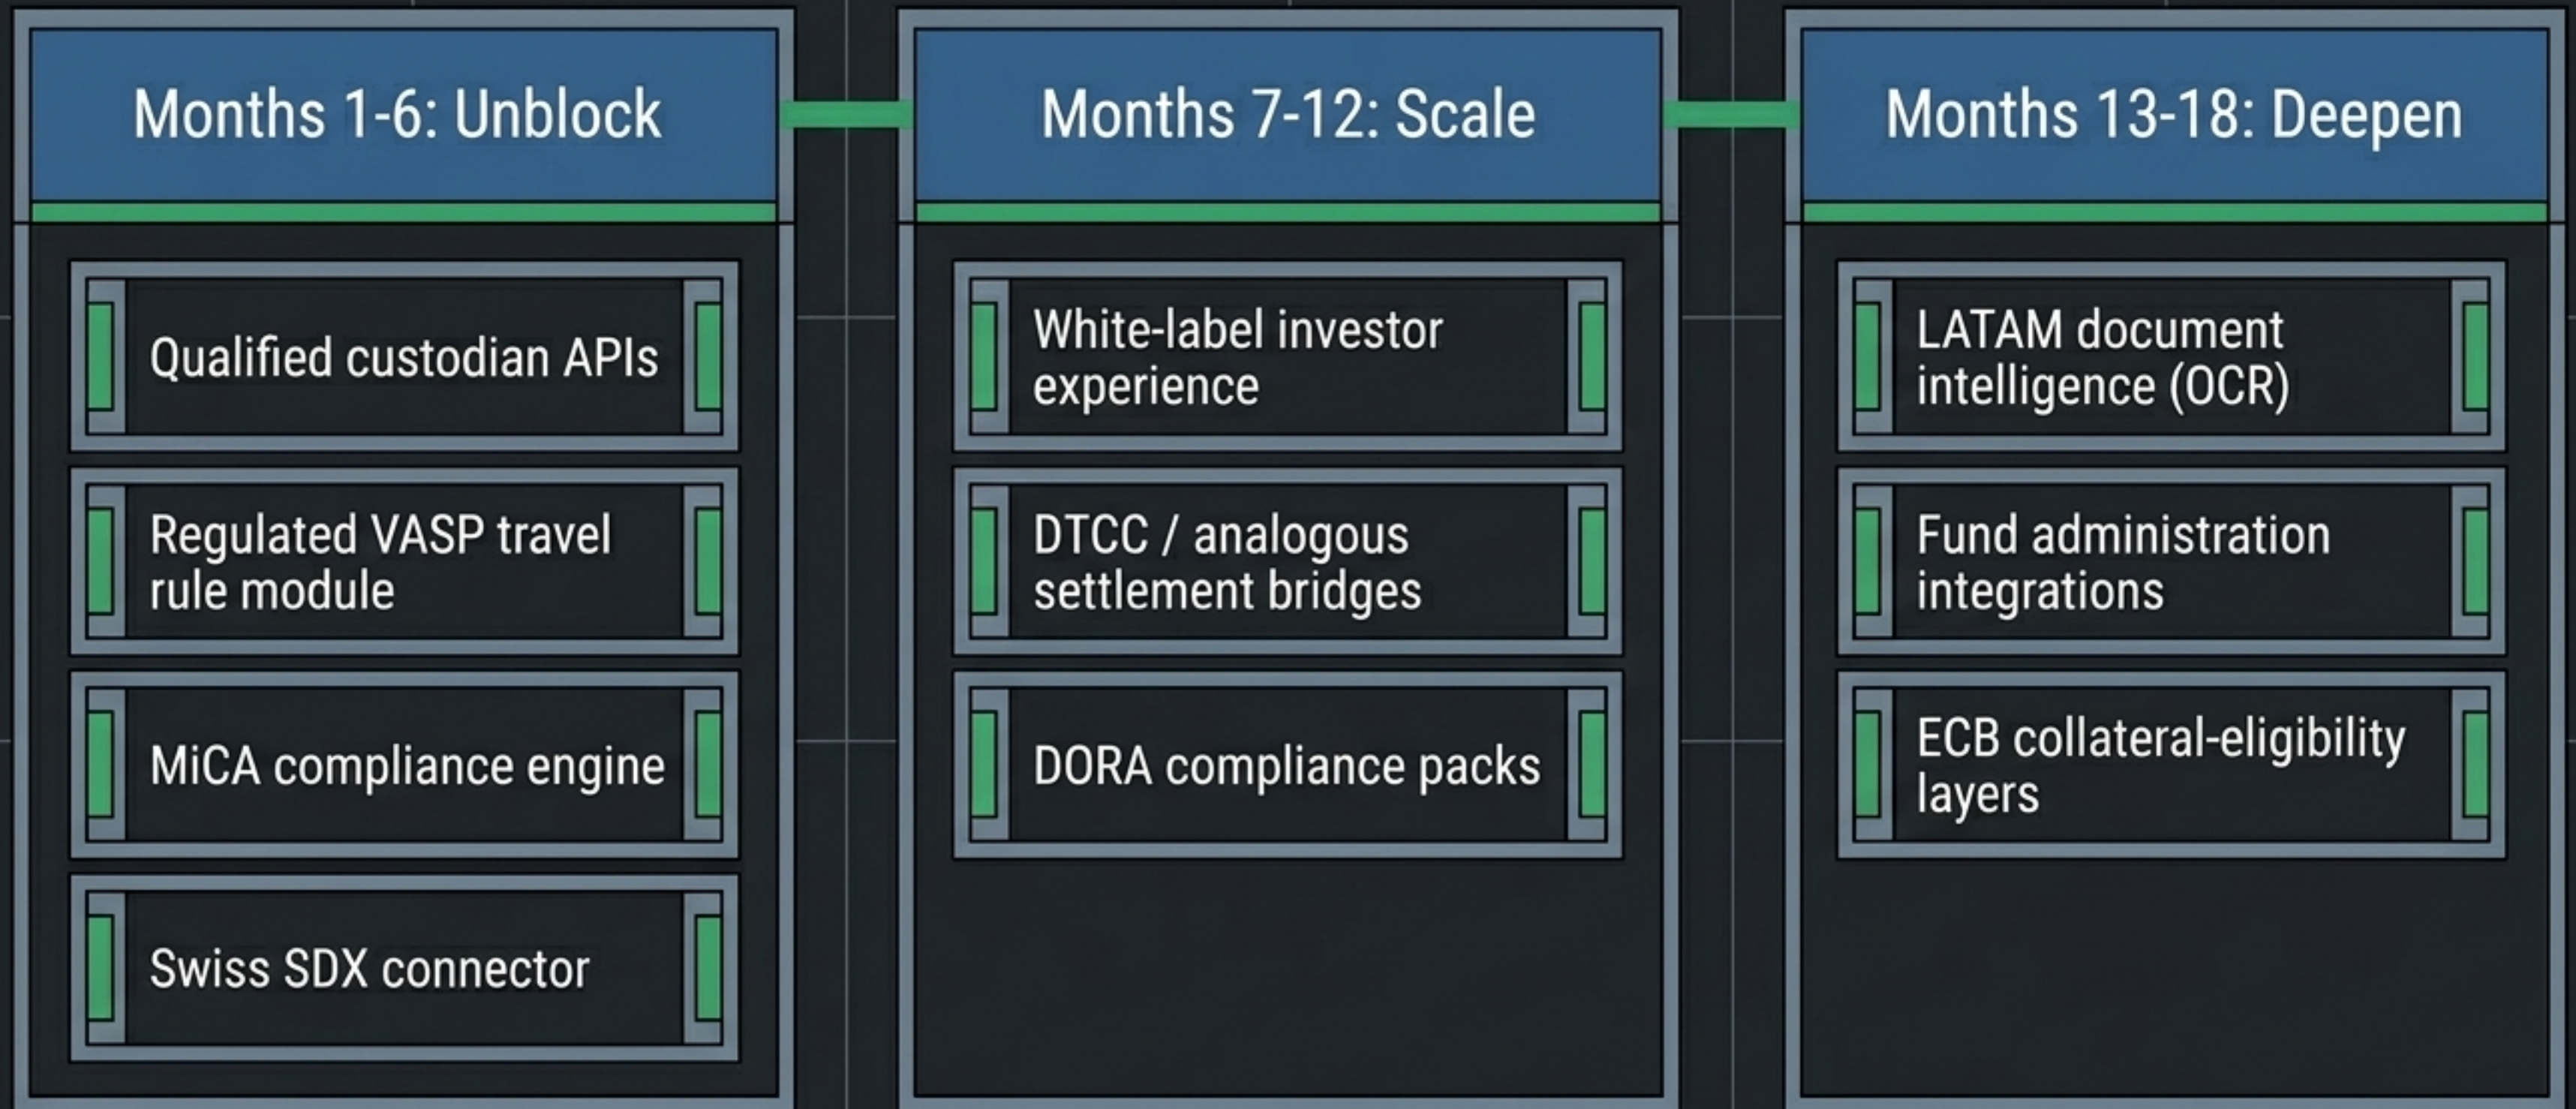 Months 1-6: Unblock
Qualified custodian APIs
Regulated VASP travel
rule module
MiCA compliance engine
Swiss SDX connector
Months 7-12: Scale
White-label investor
experience
DTCC / analogous
settlement bridges
DORA compliance packs
Months 13-18: Deepen
LATAM document
intelligence (OCR)
Fund administration
integrations
ECB collateral-eligibility
layers